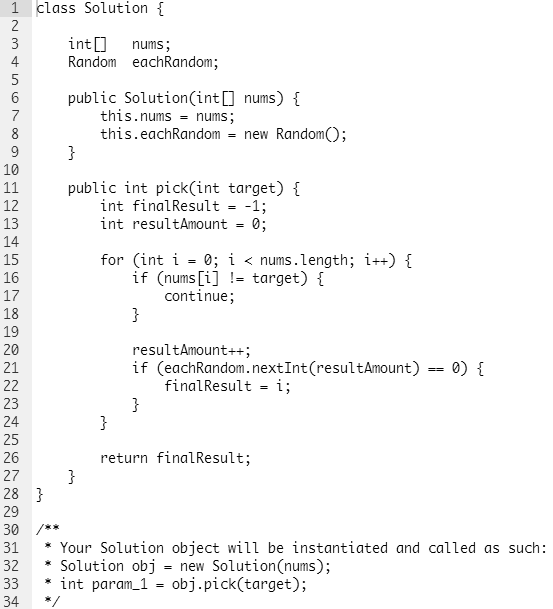 1 class Solution {
2
3     int[]   nums;
4     Random  eachRandom;
5
6     public Solution(int[] nums) {
7         this.nums = nums;
8         this.eachRandom = new Random();
9     }
10
11     public int pick(int target) {
12         int finalResult = -1;
13         int resultAmount = 0;
14
15         for (int i = 0; i < nums.length; i++) {
16             if (nums[i] != target) {
17                 continue;
18             }
19
20             resultAmount++;
21             if (eachRandom.nextInt(resultAmount) == 0) {
22                 finalResult = i;
23             }
24         }
25
26         return finalResult;
27     }
28 }
29
30 /**
31  * Your Solution object will be instantiated and called as such:
32  * Solution obj = new Solution(nums);
33  * int param_1 = obj.pick(target);
34  */